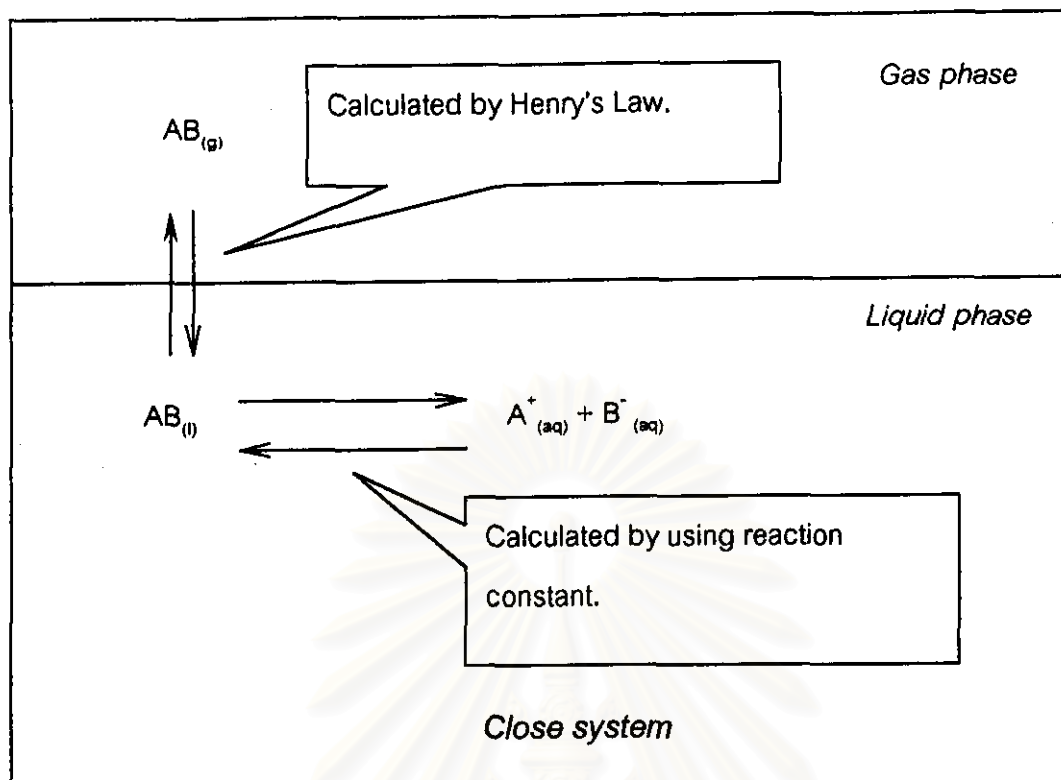 Gas phase
Calculated by Henry's Law.
AB(g)
Liquid phase
AB(l)
A⁺(aq) + B⁻(aq)
Calculated by using reaction
constant.
Close system